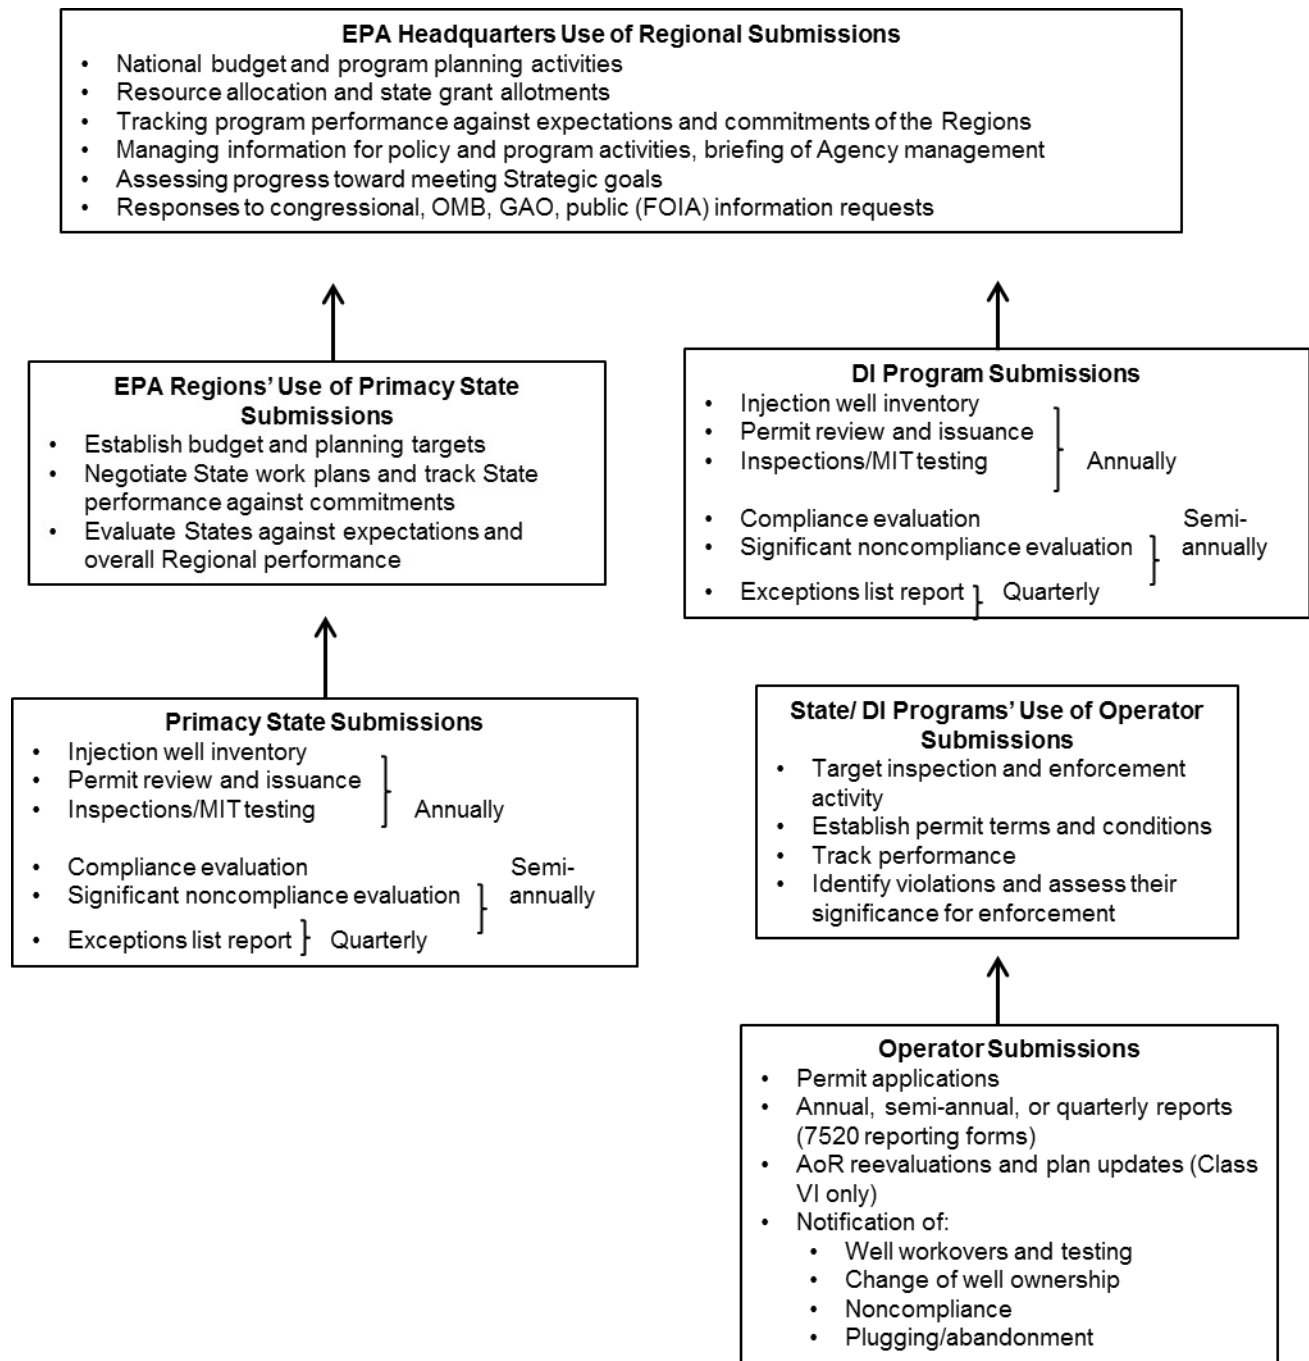 EPA Headquarters Use of Regional Submissions
• National budget and program planning activities
• Resource allocation and state grant allotments
• Tracking program performance against expectations and commitments of the Regions
• Managing information for policy and program activities, briefing of Agency management
• Assessing progress toward meeting Strategic goals
• Responses to congressional, OMB, GAO, public (FOIA) information requests
EPA Regions’ Use of Primacy State
Submissions
• Establish budget and planning targets
• Negotiate State work plans and track State
performance against commitments
• Evaluate States against expectations and
overall Regional performance
DI Program Submissions
• Injection well inventory
• Permit review and issuance
• Inspections/MIT testing Annually
• Compliance evaluation Semi-
• Significant noncompliance evaluation annually
• Exceptions list report Quarterly
Primacy State Submissions
• Injection well inventory
• Permit review and issuance
• Inspections/MIT testing Annually
• Compliance evaluation Semi-
• Significant noncompliance evaluation annually
• Exceptions list report Quarterly
State/ DI Programs’ Use of Operator
Submissions
• Target inspection and enforcement
activity
• Establish permit terms and conditions
• Track performance
• Identify violations and assess their
significance for enforcement
Operator Submissions
• Permit applications
• Annual, semi-annual, or quarterly reports
(7520 reporting forms)
• AoR reevaluations and plan updates (Class
VI only)
• Notification of:
• Well workovers and testing
• Change of well ownership
• Noncompliance
• Plugging/abandonment